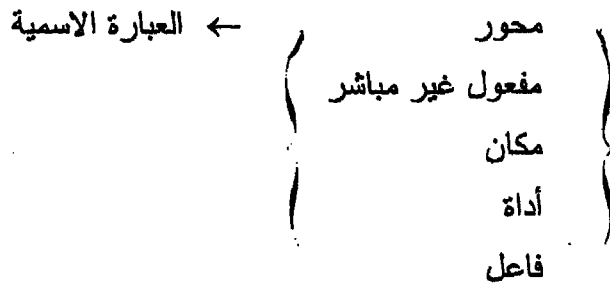 محور ← العبارة الاسمية
مفعول غير مباشر
مكان
أداة
فاعل